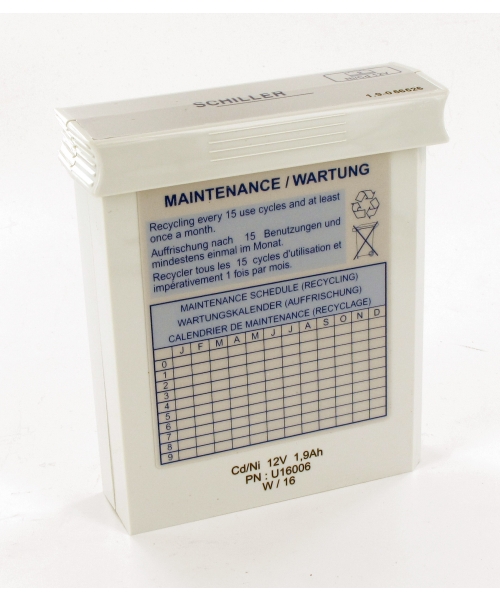 SCHILLER
MAINTENANCE / WARTUNG
Recycling every 15 use cycles and at least
once a month.
Auffrischung nach 15 Benutzungen und
mindestens einmal im Monat.
Recycler tous les 15 cycles d'utilisation et
impérativement 1 fois par mois.
MAINTENANCE SCHEDULE (RECYCLING)
WARTUNGSKALENDER (AUFFRISCHUNG)
CALENDRIER DE MAINTENANCE (RECYCLAGE)
J F M A M J J A S O N D
0
1
2
3
4
5
6
7
8
9
Cd/Ni 12V 1,9Ah
PN : U16006
W / 16